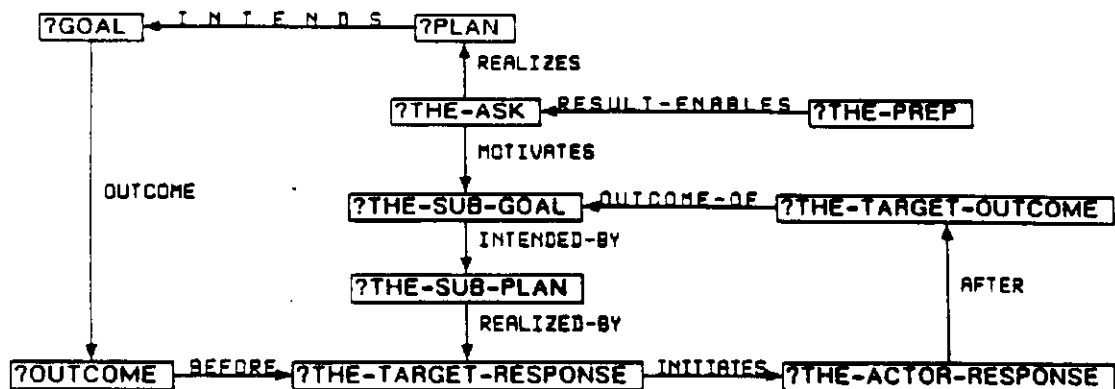 ?GOAL INTENDS ?PLAN
REALIZES
?THE-ASK RESULT-ENABLES ?THE-PREP
MOTIVATES
OUTCOME
?THE-SUB-GOAL OUTCOME-OF ?THE-TARGET-OUTCOME
INTENDED-BY
?THE-SUB-PLAN
AFTER
REALIZED-BY
?OUTCOME BEFORE ?THE-TARGET-RESPONSE INITIATES ?THE-ACTOR-RESPONSE